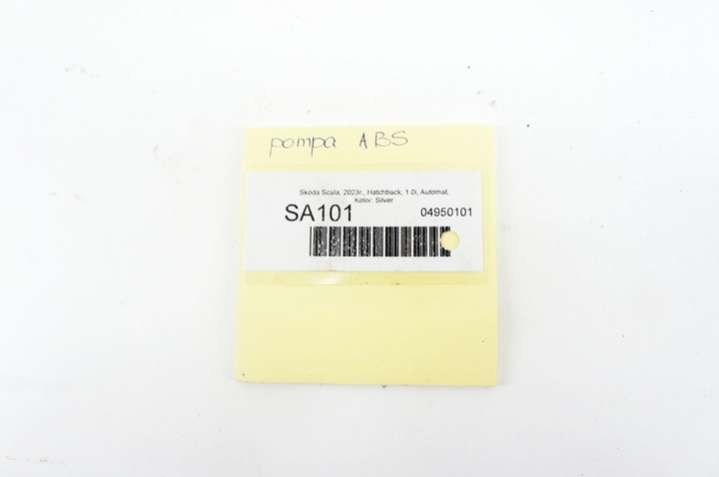 pompa ABS
Skoda Scala, 2023r., Hatchback, 1.0i, Automat,
Kolor: Silver
SA101 04950101